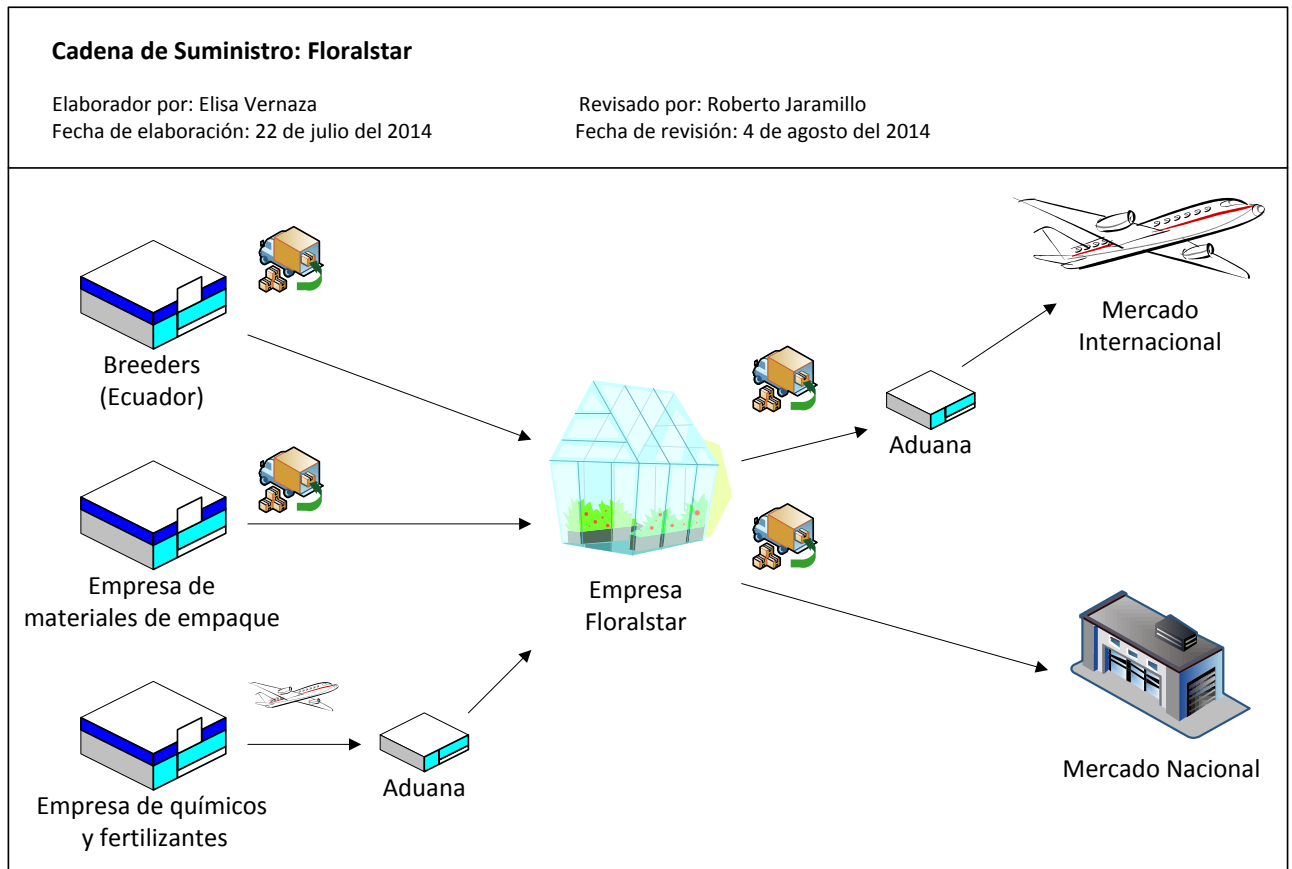 Cadena de Suministro: Floralstar
Elaborador por: Elisa Vernaza
Revisado por: Roberto Jaramillo
Fecha de elaboración: 22 de julio del 2014
Fecha de revisión: 4 de agosto del 2014
Breeders
(Ecuador)
Empresa de
materiales de empaque
Empresa de químicos
y fertilizantes
Aduana
Empresa
Floralstar
Aduana
Mercado
Internacional
Mercado Nacional